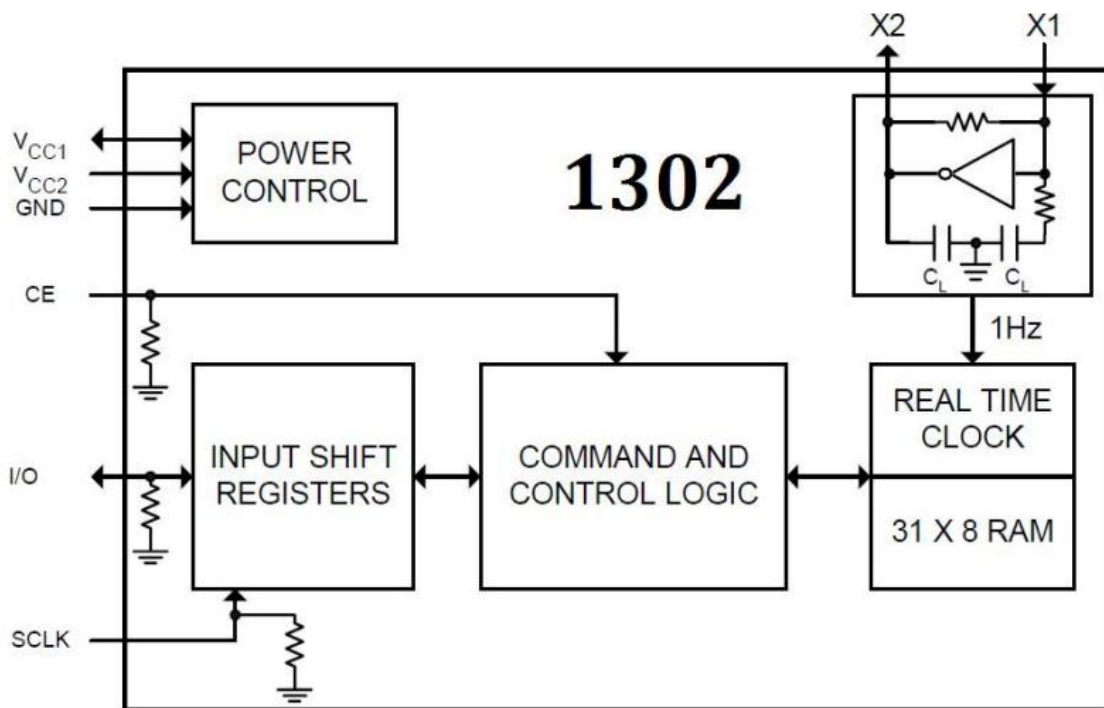 X2
X1
VCC1
VCC2
GND
POWER
CONTROL
1302
CL
CL
CE
1Hz
I/O
INPUT SHIFT
REGISTERS
COMMAND AND
CONTROL LOGIC
REAL TIME
CLOCK
31 X 8 RAM
SCLK